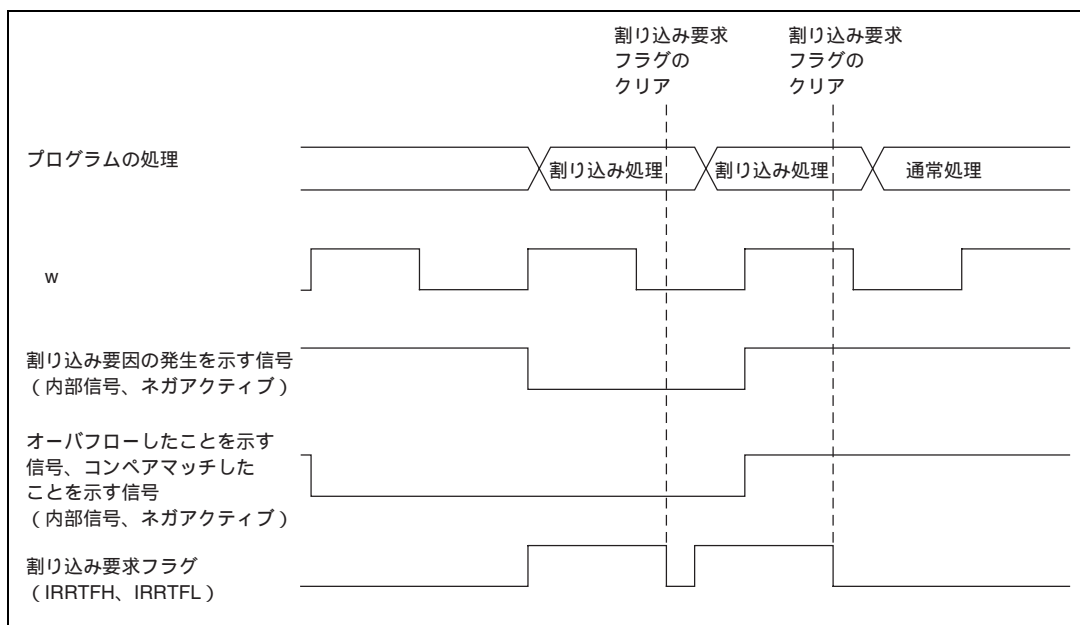 割り込み要求
フラグの
クリア
割り込み要求
フラグの
クリア
プログラムの処理
割り込み処理
割り込み処理
通常処理
w
割り込み要因の発生を示す信号
（内部信号、ネガアクティブ）
オーバフローしたことを示す
信号、コンペアマッチした
ことを示す信号
（内部信号、ネガアクティブ）
割り込み要求フラグ
（IRRTFH、IRRTFL）